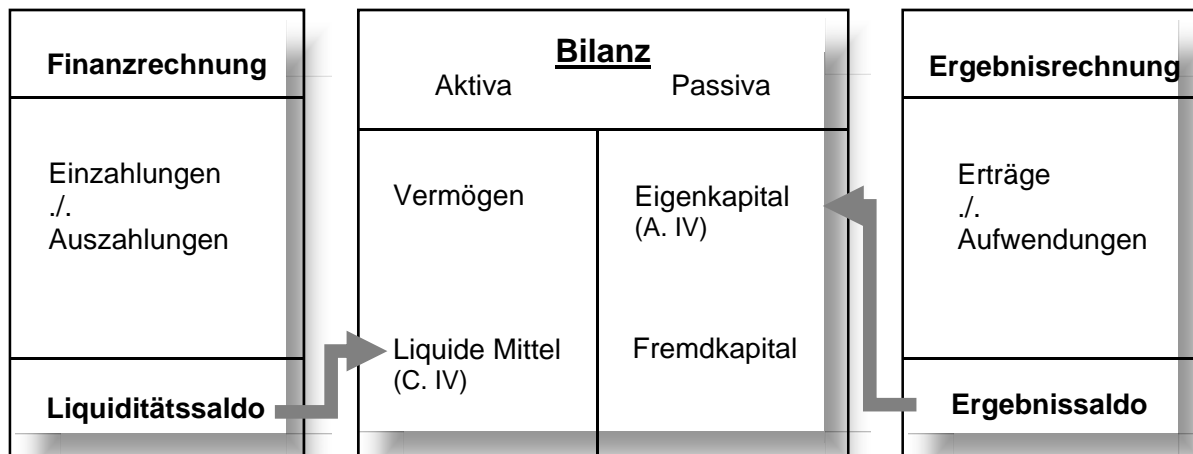 Finanzrechnung
Einzahlungen
./.
Auszahlungen
Liquiditätssaldo
Bilanz
Aktiva Passiva
Vermögen
Liquide Mittel
(C. IV)
Eigenkapital
(A. IV)
Fremdkapital
Ergebnisrechnung
Erträge
./.
Aufwendungen
Ergebnissaldo